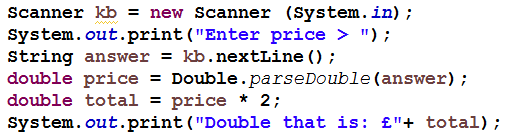 Scanner kb = new Scanner (System.in);
System.out.print("Enter price > ");
String answer = kb.nextLine();
double price = Double.parseDouble(answer);
double total = price * 2;
System.out.print("Double that is: £"+ total);